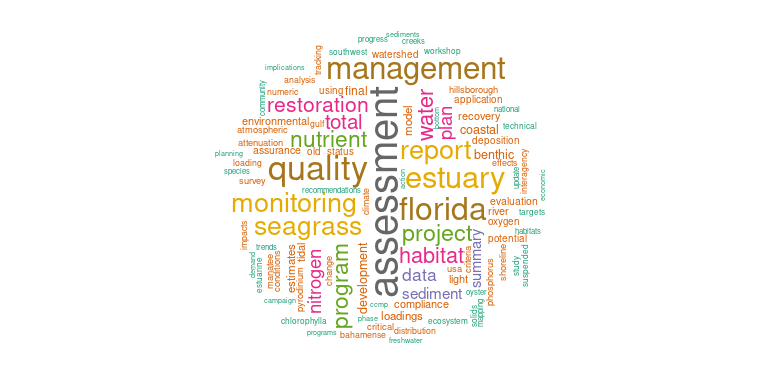 sediments
progress
creeks
southwest
watershed
workshop
tracking
implications
management
analysis
community
numeric
using
final
hillsborough
application
national
restoration
assessment
water
plan
bottom
model
recovery
environmental
gulf
total
coastal
technical
atmospheric
nutrient
deposition
attenuation
assurance
old
status
report
benthic
planning
loading
quality
effects
interagency
species
survey
action
estuary
update
economic
recommendations
climate
monitoring
florida
evaluation
river
targets
seagrass
oxygen
impacts
project
summary
potential
habitats
trends
tidal
habitat
criteria
shoreline
study
suspended
demand
estuarine
manatee
conditions
estimates
pyrodinium
nitrogen
change
program
development
data
usa
light
phosphorus
sediment
oyster
campaign
ccmp
compliance
solids
mapping
chlorophylla
phase
loadings
ecosystem
programs
critical
distribution
bahamense
freshwater